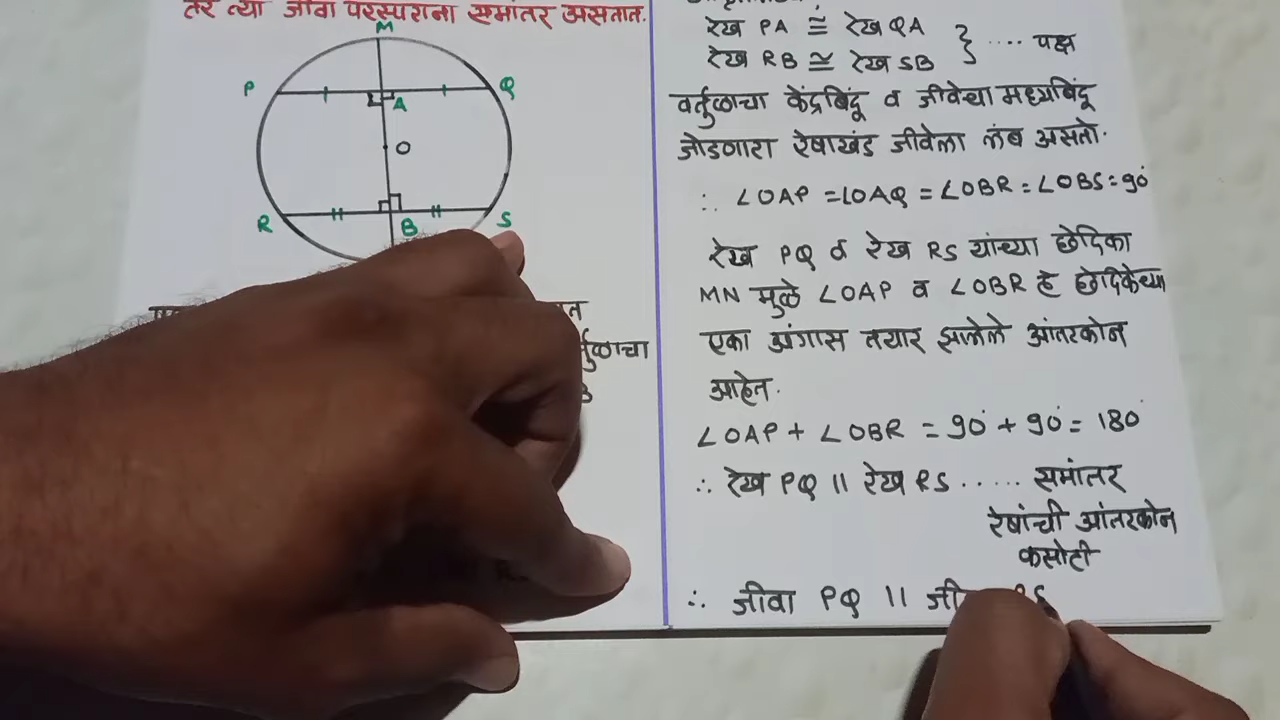 तर त्या जीवा परस्परांना समांतर असतात.
M
P
Q
A
O
R
B
S
र्तुळाचा
रेख PA ≅ रेख QA
रेख RB ≅ रेख SB } .... पक्ष
वर्तुळाचा केंद्रबिंदू व जीवेच्या मध्यबिंदू
जोडणारा रेषाखंड जीवेला लंब असतो.
∴ ∠OAP = ∠OAQ = ∠OBR = ∠OBS = 90°
रेख PQ व रेख RS यांच्या छेदिका
MN मुळे ∠OAP व ∠OBR हे छेदिकेच्या
एका अंगास तयार झालेले आंतरकोन
आहेत.
∠OAP + ∠OBR = 90° + 90° = 180°
∴ रेख PQ || रेख RS ...... समांतर
रेषांची आंतरकोन
कसोटी
∴ जीवा PQ || जी RS